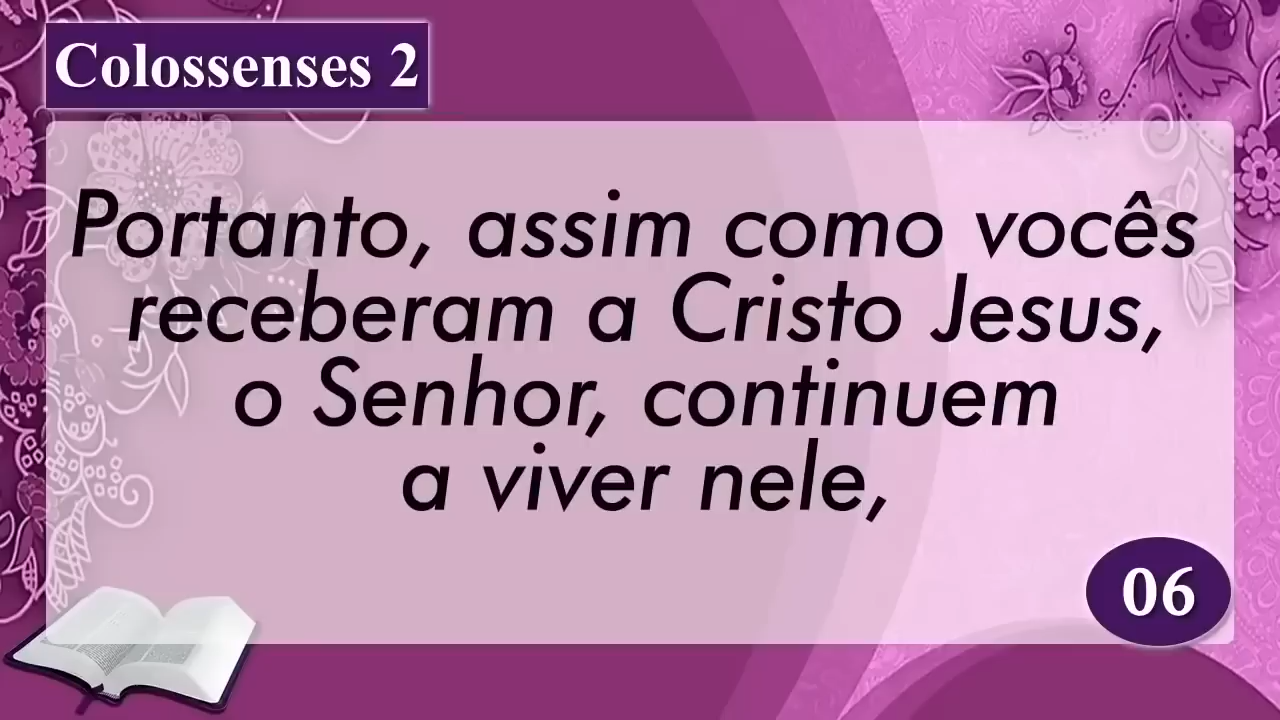 Colossenses 2
Portanto, assim como vocês
receberam a Cristo Jesus,
o Senhor, continuem
a viver nele,
06